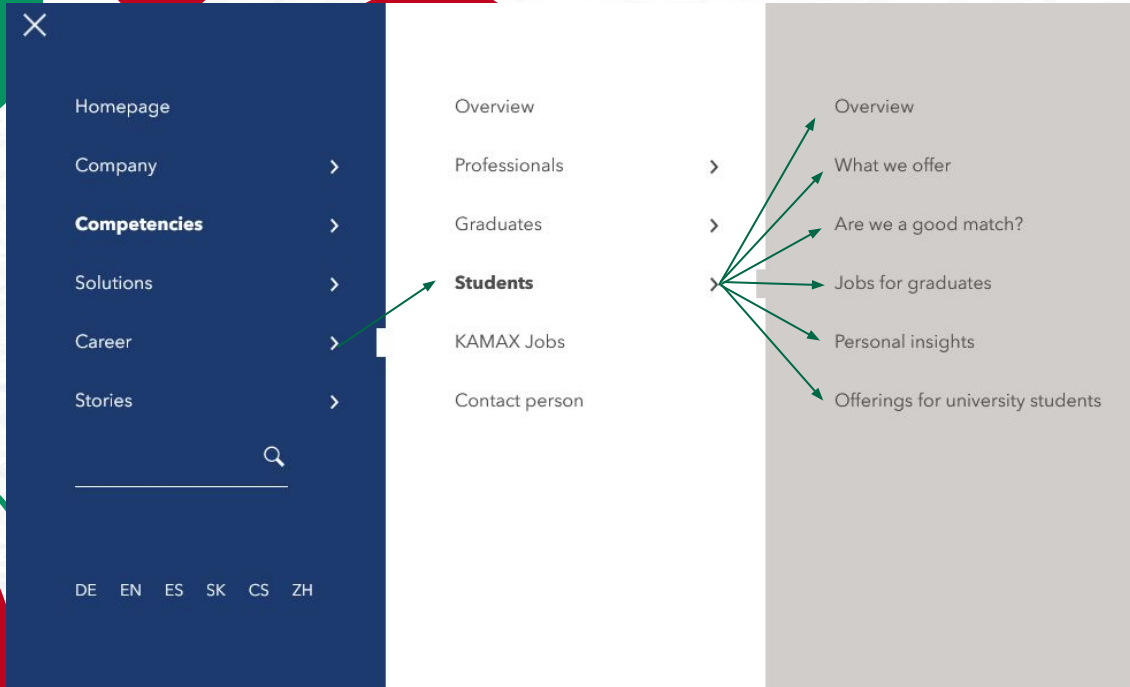 Homepage
Company
Competencies
Solutions
Career
Stories
DE EN ES SK CS ZH
Overview
Professionals
Graduates
Students
KAMAX Jobs
Contact person
Overview
What we offer
Are we a good match?
Jobs for graduates
Personal insights
Offerings for university students